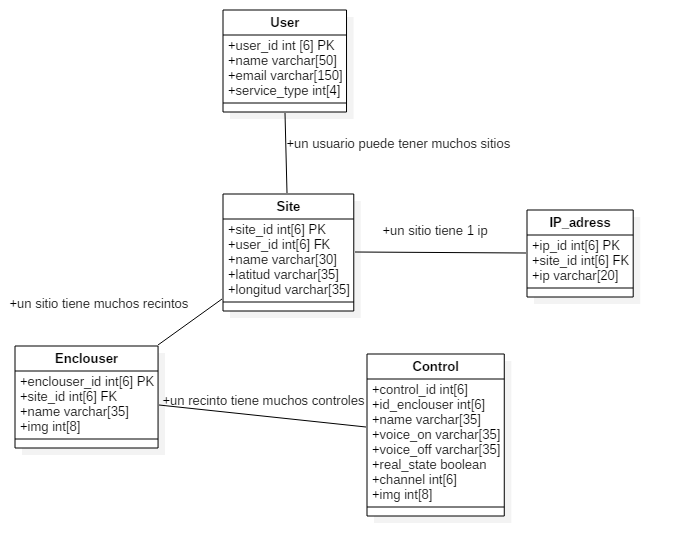 User
+user_id int [6] PK
+name varchar[50]
+email varchar[150]
+service_type int[4]
+un usuario puede tener muchos sitios
Site
+site_id int[6] PK
+user_id int[6] FK
+name varchar[30]
+latitud varchar[35]
+longitud varchar[35]
+un sitio tiene 1 ip
IP_adress
+ip_id int[6] PK
+site_id int[6] FK
+ip varchar[20]
+un sitio tiene muchos recintos
Enclouser
+enclouser_id int[6] PK
+site_id int[6] FK
+name varchar[35]
+img int[8]
+un recinto tiene muchos controles
Control
+control_id int[6]
+id_enclouser int[6]
+name varchar[35]
+voice_on varchar[35]
+voice_off varchar[35]
+real_state boolean
+channel int[6]
+img int[8]